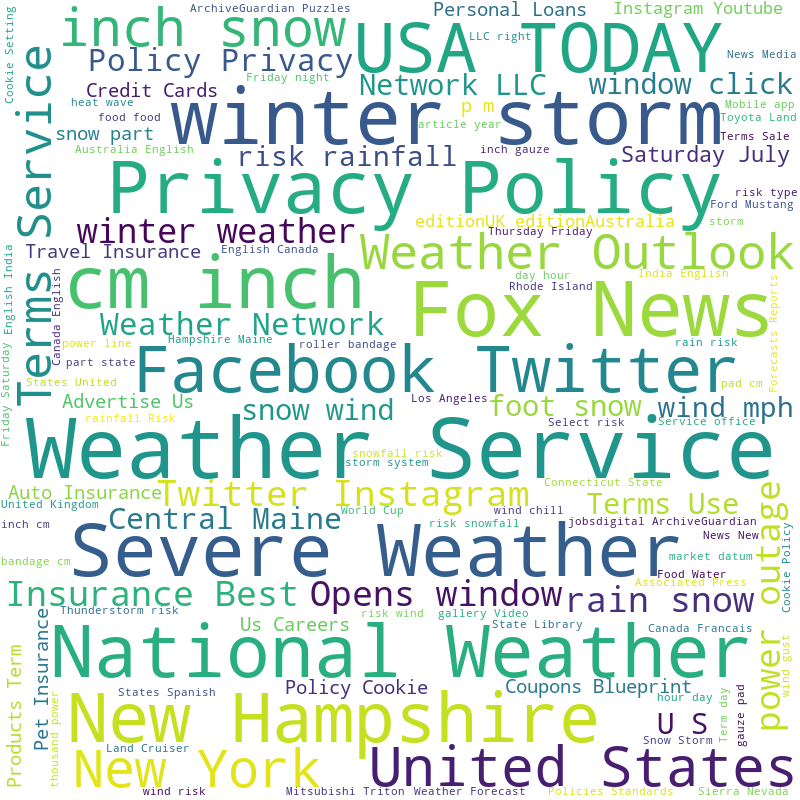 ArchiveGuardian Puzzles
Personal Loans
Instagram Youtube
Cookie Setting
inch snow
USA TODAY
LLC right
News Media
Policy Privacy
Friday night
Network LLC
window click
Credit Cards
heat wave
food food
winter storm
p m
Mobile app
Toyota Land
Terms Service
snow part
article year
Terms Sale
Australia English
risk rainfall
inch gauze
Saturday July
Privacy Policy
risk type
Ford Mustang
winter weather
editionUK editionAustralia
storm
Thursday Friday
Travel Insurance
English Canada
Weather Outlook
cm inch
day hour
India English
Canada English
Rhode Island
Fox News
Forecasts Reports
Friday Saturday
English India
Weather Network
power line
Hampshire Maine
roller bandage
rain risk
part state
Facebook Twitter
States United
pad cm
Advertise Us
snow wind
Los Angeles
foot snow
wind mph
rainfall Risk
Select risk
Service office
Weather Service
snowfall risk
storm system
Connecticut State
Auto Insurance
Twitter Instagram
Terms Use
United Kingdom
Central Maine
World Cup
wind chill
inch cm
risk snowfall
jobsdigital ArchiveGuardian
power outage
Cookie Policy
News New
Severe Weather
market datum
bandage cm
Food Water
Associated Press
Insurance Best
Opens window
rain snow
Thunderstorm risk
risk wind
gallery Video
Pet Insurance
Us Careers
State Library
Canada Francais
National Weather
wind gust
Products Term
States Spanish
Policy Cookie
Coupons Blueprint
hour day
thousand power
New Hampshire
Term day
gauze pad
U S
Land Cruiser
Snow Storm
New York
United States
wind risk
Mitsubishi Triton
Weather Forecast
Policies Standards
Sierra Nevada